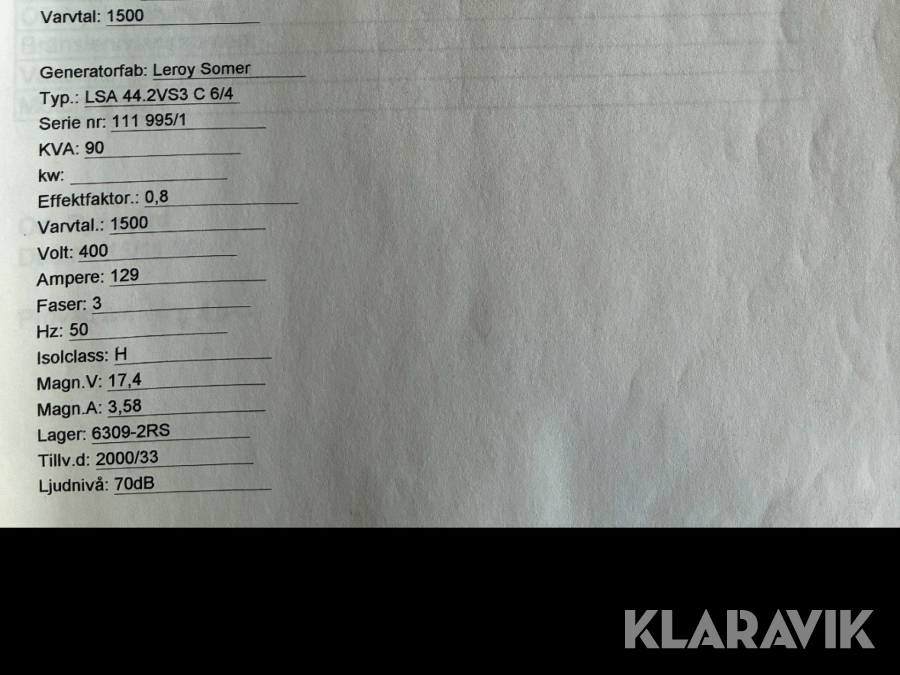 Varvtal: 1500
Generatorfab: Leroy Somer
Typ.: LSA 44.2VS3 C 6/4
Serie nr: 111 995/1
KVA: 90
kw:
Effektfaktor.: 0,8
Varvtal.: 1500
Volt: 400
Ampere: 129
Faser: 3
Hz: 50
Isolclass: H
Magn.V: 17,4
Magn.A: 3,58
Lager: 6309-2RS
Tillv.d: 2000/33
Ljudnivå: 70dB
KLARAVIK